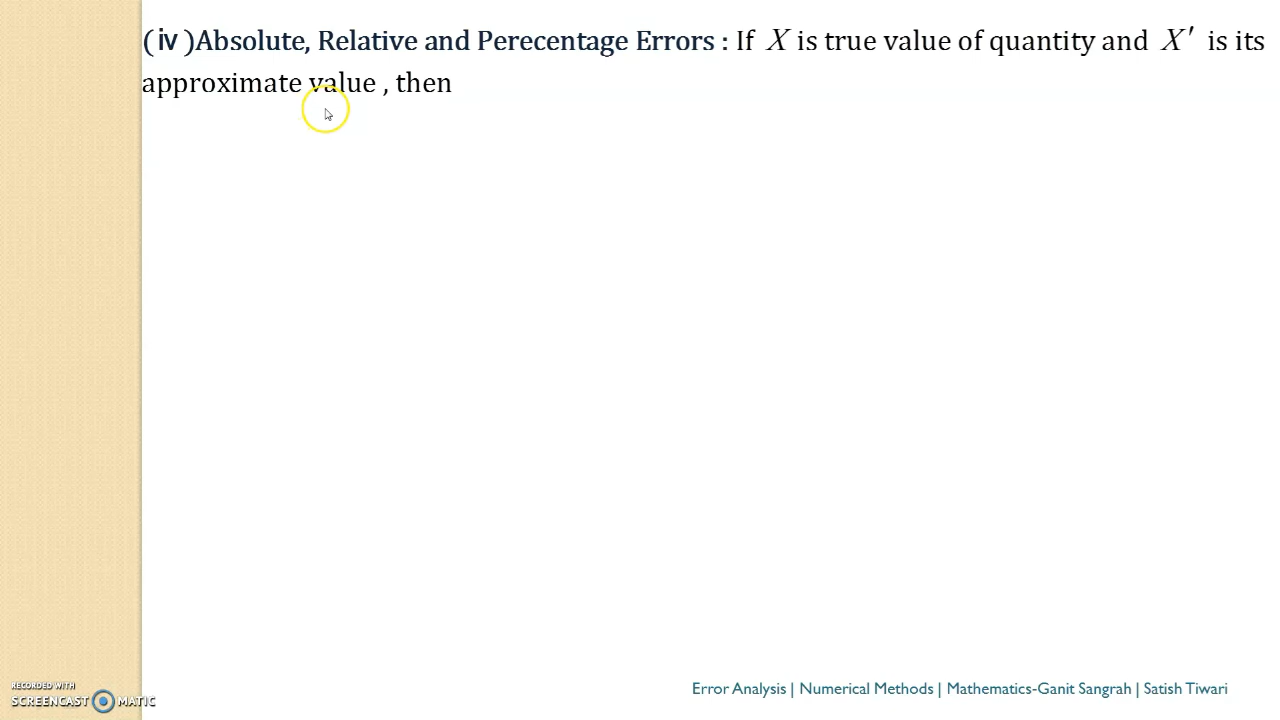 (iv)Absolute, Relative and Perecentage Errors : If X is true value of quantity and X′ is its
approximate value , then
RECORDED WITH
SCREENCAST MATIC
Error Analysis | Numerical Methods | Mathematics-Ganit Sangrah | Satish Tiwari